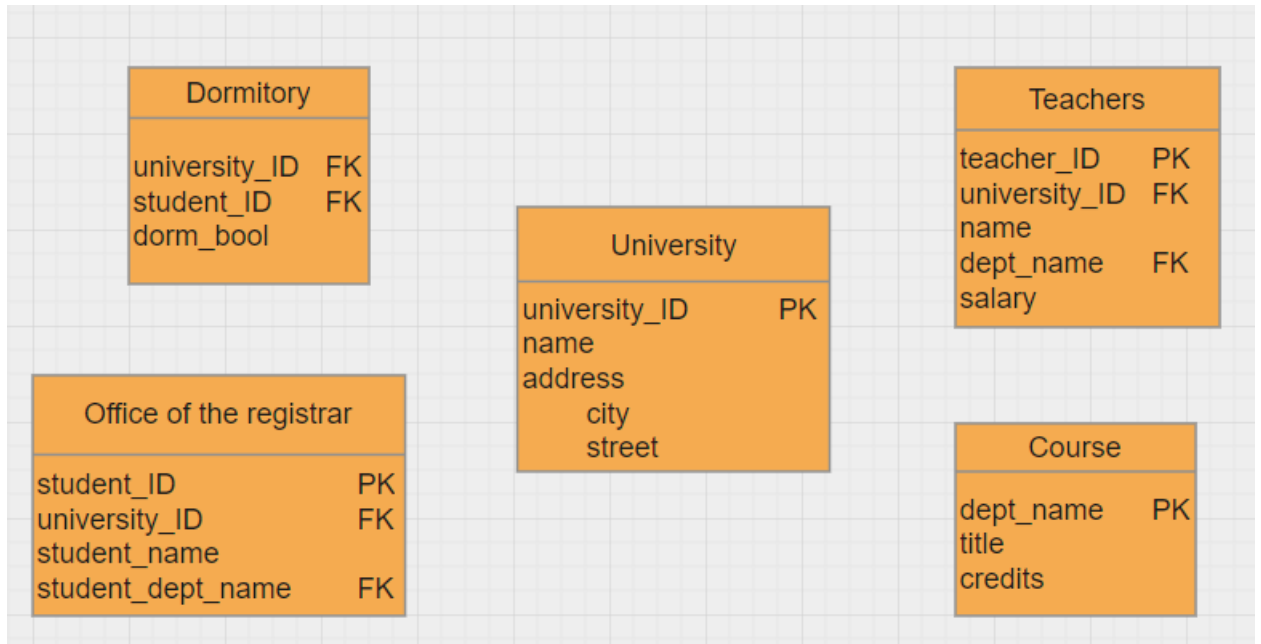 Dormitory
university_ID FK
student_ID FK
dorm_bool
Office of the registrar
student_ID PK
university_ID FK
student_name
student_dept_name FK
University
university_ID PK
name
address
city
street
Teachers
teacher_ID PK
university_ID FK
name
dept_name FK
salary
Course
dept_name PK
title
credits